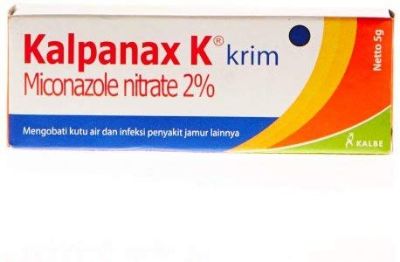 Kalpanax K® krim
Miconazole nitrate 2%
Mengobati kutu air dan infeksi penyakit jamur lainnya
Netto 5g
KALBE